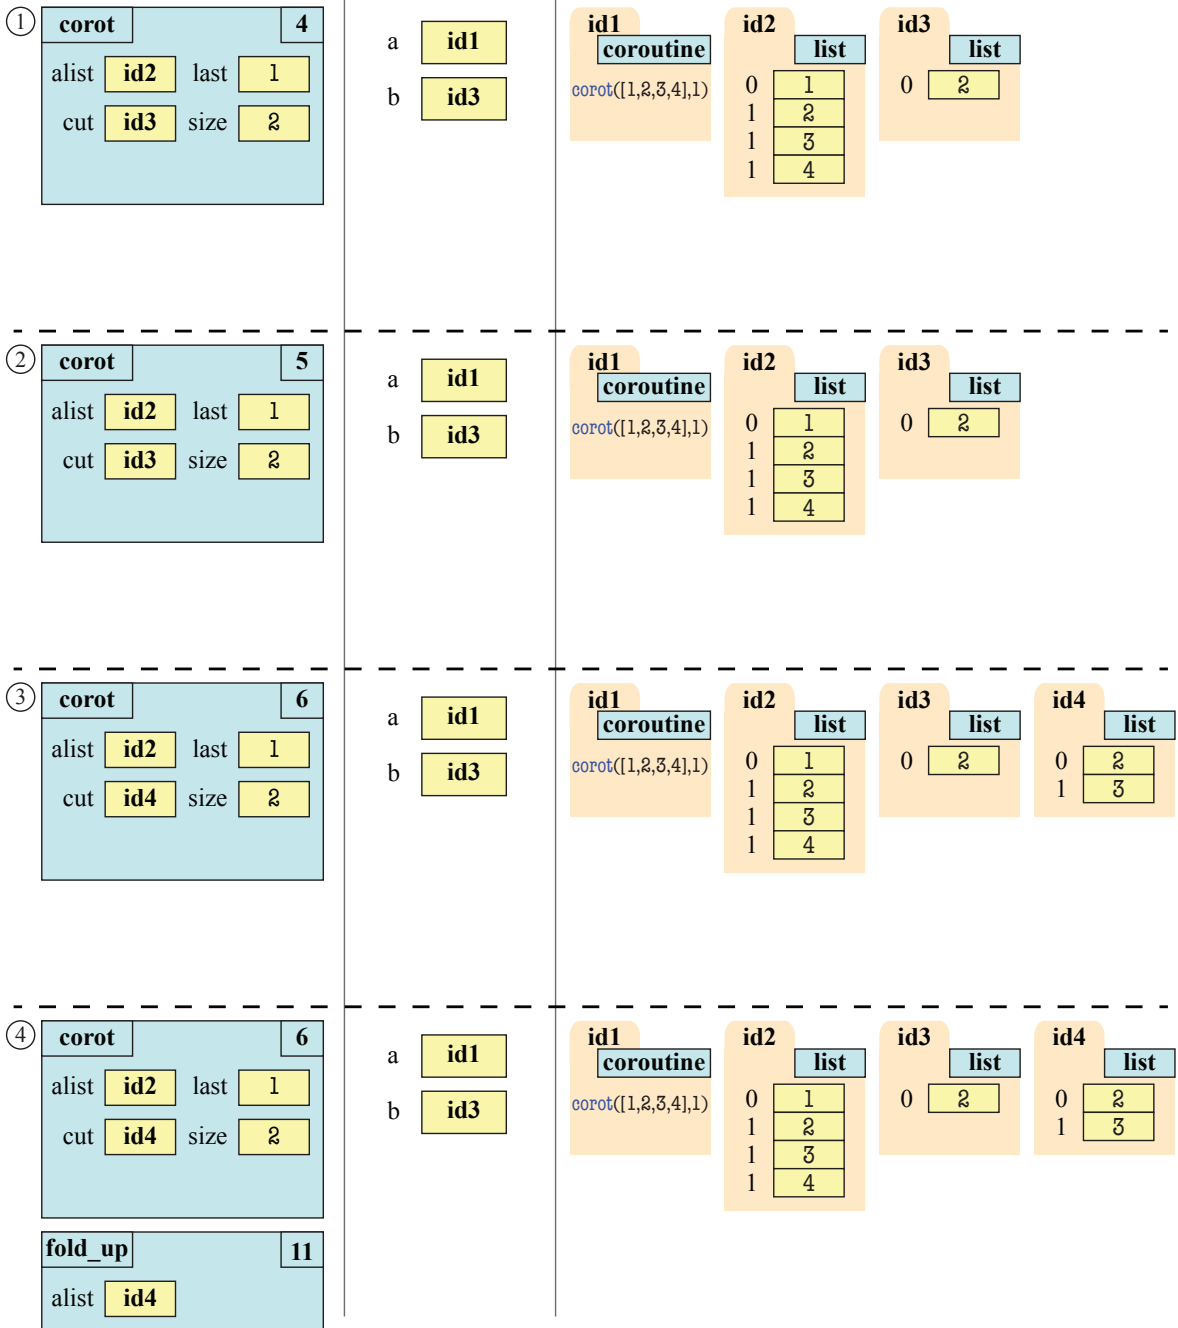 ① corot 4 id1 id2 id3
a id1 coroutine list list
alist id2 last 1 corot([1,2,3,4],1) 0 1 0 2
b id3 1 2
cut id3 size 2 1 3
1 4
② corot 5 id1 id2 id3
a id1 coroutine list list
alist id2 last 1 corot([1,2,3,4],1) 0 1 0 2
b id3 1 2
cut id3 size 2 1 3
1 4
③ corot 6 id1 id2 id3 id4
a id1 coroutine list list list
alist id2 last 1 corot([1,2,3,4],1) 0 1 0 2 0 2
b id3 1 2 1 3
cut id4 size 2 1 3
1 4
④ corot 6 id1 id2 id3 id4
a id1 coroutine list list list
alist id2 last 1 corot([1,2,3,4],1) 0 1 0 2 0 2
b id3 1 2 1 3
cut id4 size 2 1 3
1 4
fold_up 11
alist id4